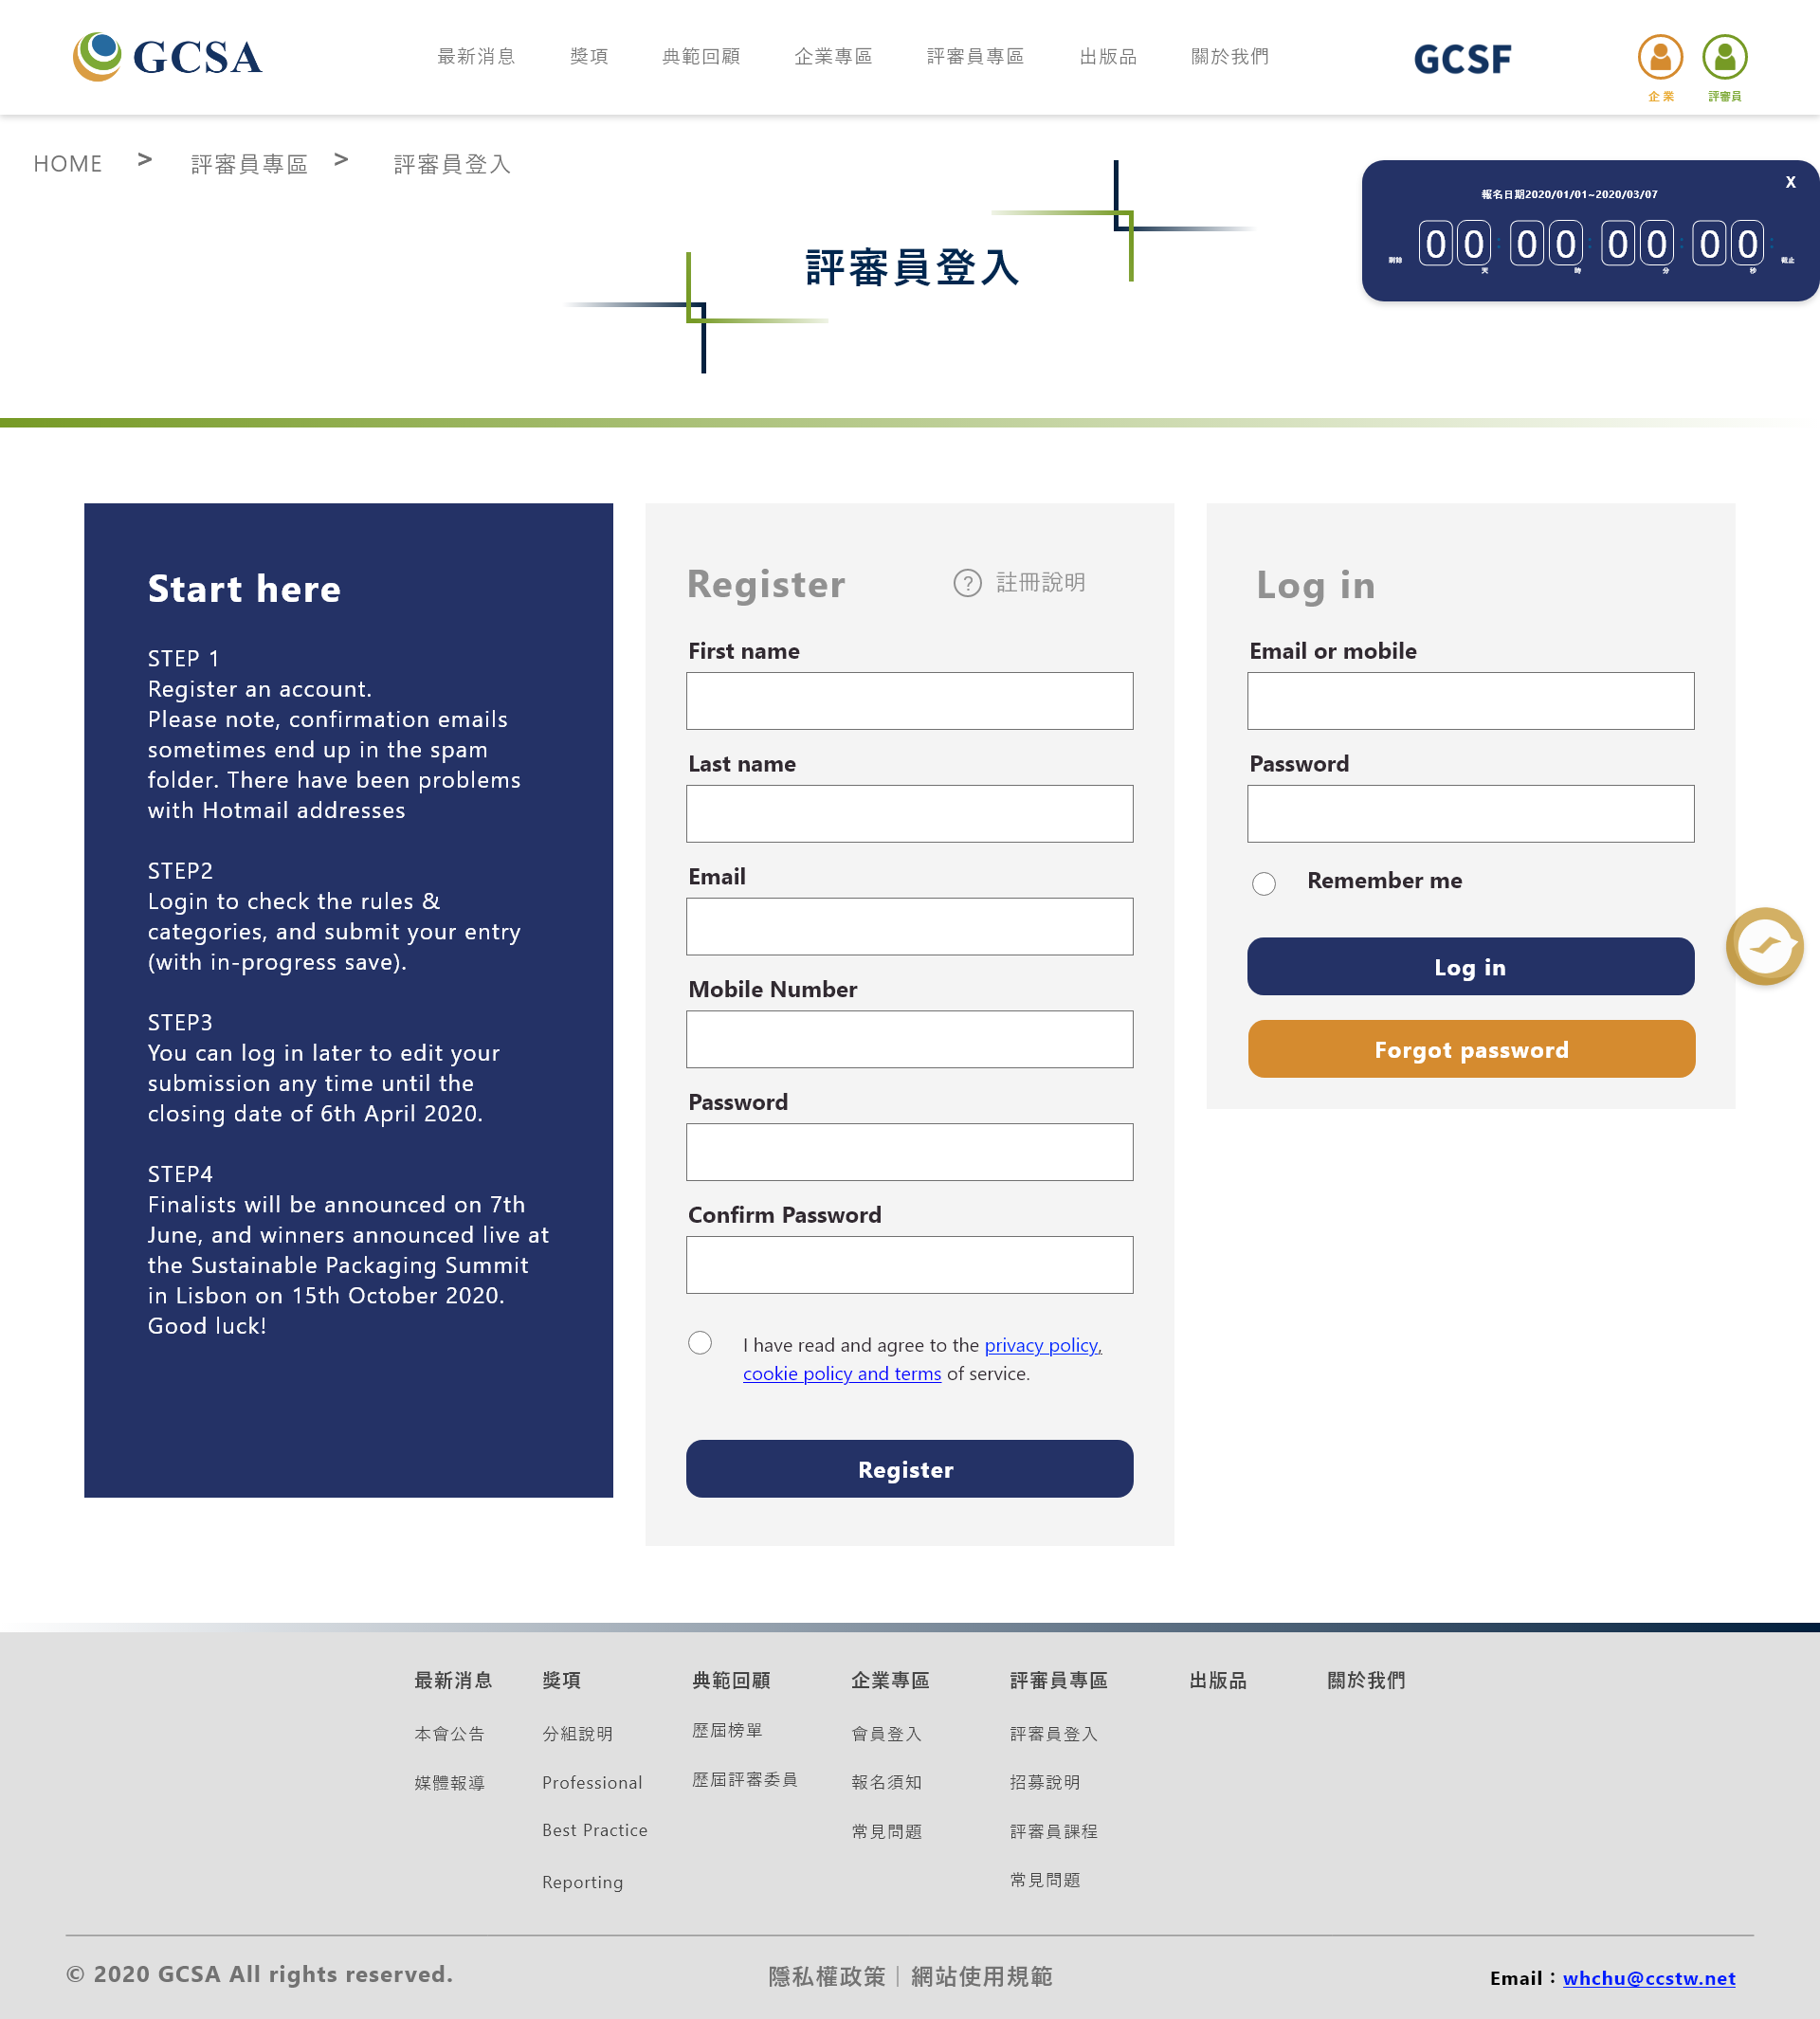 GCSA
最新消息 獎項 典範回顧 企業專區 評審員專區 出版品 關於我們
GCSF
企業 評審員
HOME > 評審員專區 > 評審員登入
X
報名日期2020/01/01~2020/03/07
剩餘 00 : 00 : 00 : 00 : 截止
天 時 分 秒
評審員登入
Start here
STEP 1
Register an account.
Please note, confirmation emails
sometimes end up in the spam
folder. There have been problems
with Hotmail addresses
STEP2
Login to check the rules &
categories, and submit your entry
(with in-progress save).
STEP3
You can log in later to edit your
submission any time until the
closing date of 6th April 2020.
STEP4
Finalists will be announced on 7th
June, and winners announced live at
the Sustainable Packaging Summit
in Lisbon on 15th October 2020.
Good luck!
Register
? 註冊說明
First name
Last name
Email
Mobile Number
Password
Confirm Password
I have read and agree to the privacy policy,
cookie policy and terms of service.
Register
Log in
Email or mobile
Password
Remember me
Log in
Forgot password
最新消息
本會公告
媒體報導
獎項
分組說明
Professional
Best Practice
Reporting
典範回顧
歷屆榜單
歷屆評審委員
企業專區
會員登入
報名須知
常見問題
評審員專區
評審員登入
招募說明
評審員課程
常見問題
出版品
關於我們
© 2020 GCSA All rights reserved.
隱私權政策｜網站使用規範
Email：whchu@ccstw.net